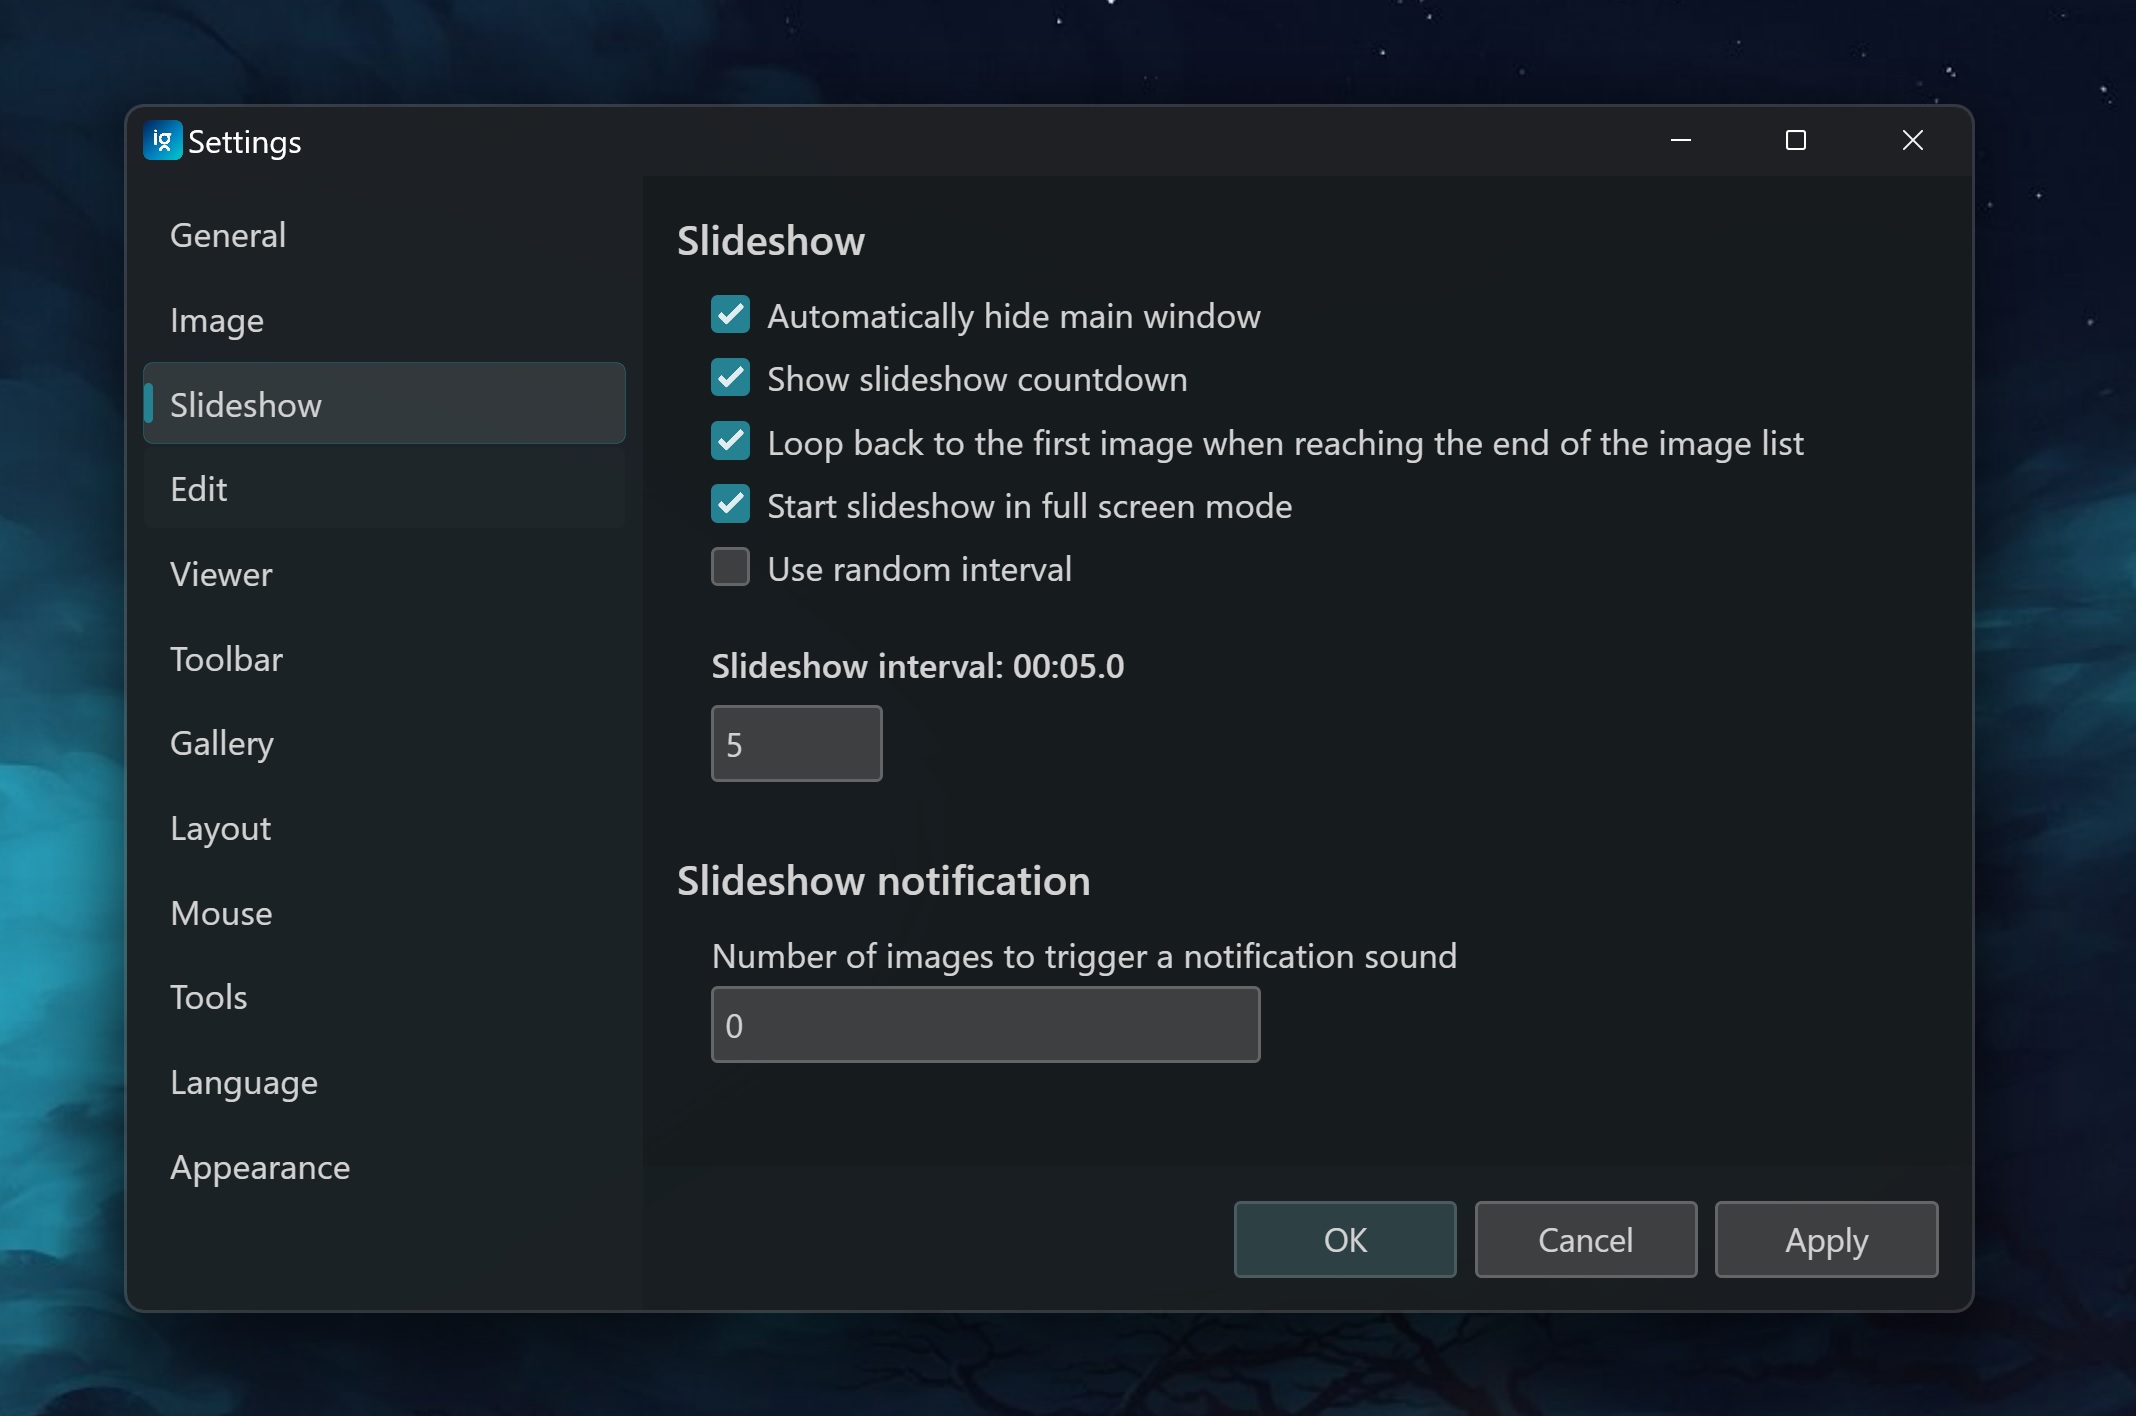 ig Settings
General
Image
Slideshow
Edit
Viewer
Toolbar
Gallery
Layout
Mouse
Tools
Language
Appearance
Slideshow
Automatically hide main window
Show slideshow countdown
Loop back to the first image when reaching the end of the image list
Start slideshow in full screen mode
Use random interval
Slideshow interval: 00:05.0
5
Slideshow notification
Number of images to trigger a notification sound
0
OK
Cancel
Apply